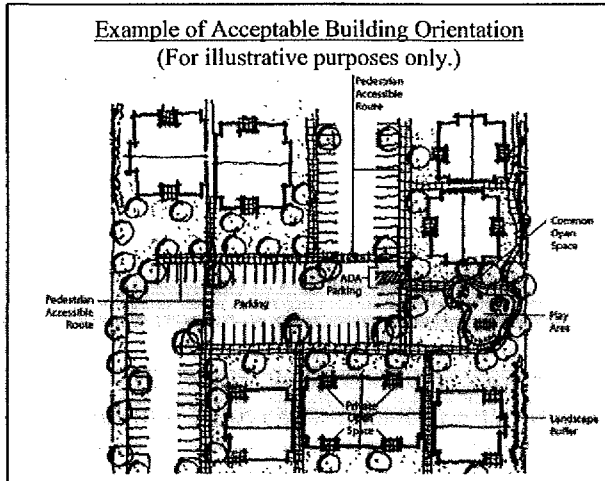 Example of Acceptable Building Orientation
(For illustrative purposes only.)
Pedestrian
Accessible
Route
Common
Open
Space
ADA
Parking
Pedestrian
Accessible
Route
Parking
Play
Area
Private
Open
Space
Landscape
Buffer